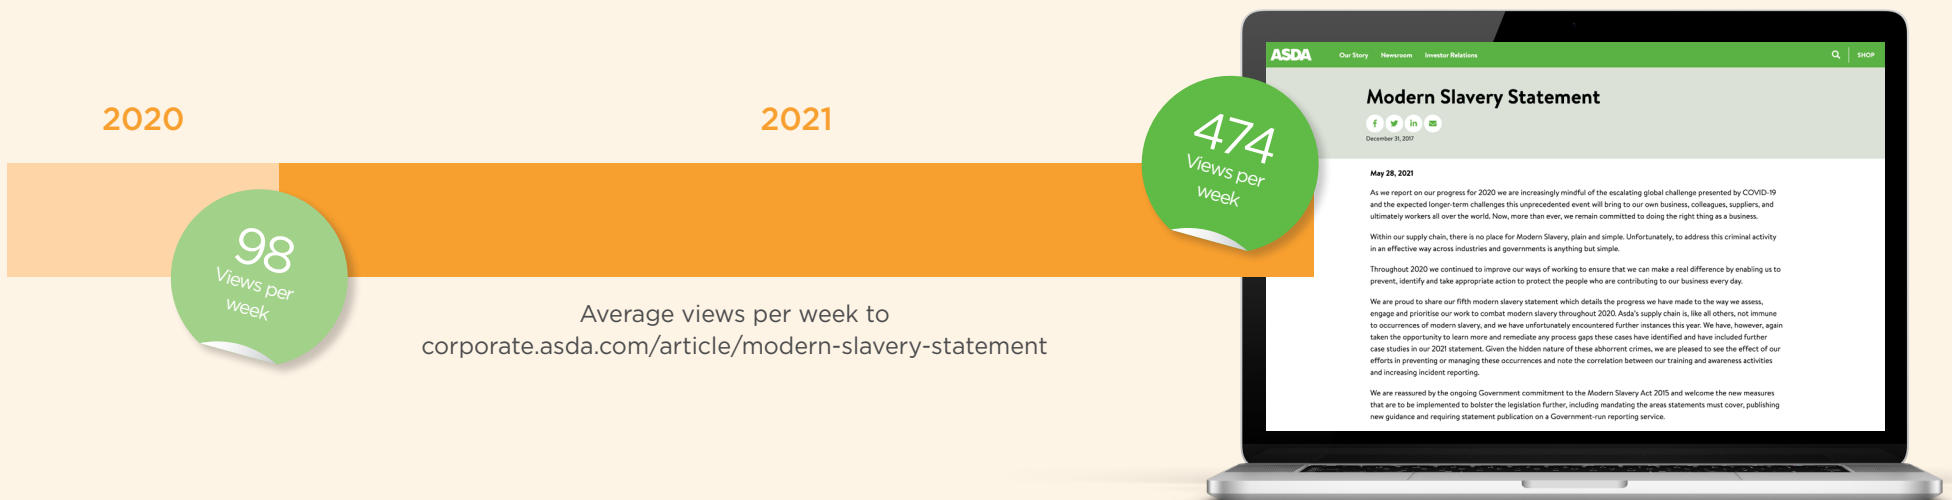 2020
2021
98
Views per
week
474
Views per
week
Average views per week to
corporate.asda.com/article/modern-slavery-statement
ASDA
Our Story Newsroom Investor Relations
SHOP
Modern Slavery Statement
December 31, 2017
May 28, 2021
As we report on our progress for 2020 we are increasingly mindful of the escalating global challenge presented by COVID-19
and the expected longer-term challenges this unprecedented event will bring to our own business, colleagues, suppliers, and
ultimately workers all over the world. Now, more than ever, we remain committed to doing the right thing as a business.
Within our supply chain, there is no place for Modern Slavery, plain and simple. Unfortunately, to address this criminal activity
in an effective way across industries and governments is anything but simple.
Throughout 2020 we continued to improve our ways of working to ensure that we can make a real difference by enabling us to
prevent, identify and take appropriate action to protect the people who are contributing to our business every day.
We are proud to share our fifth modern slavery statement which details the progress we have made to the way we assess,
engage and prioritise our work to combat modern slavery throughout 2020. Asda's supply chain is, like all others, not immune
to occurrences of modern slavery, and we have unfortunately encountered further instances this year. We have, however, again
taken the opportunity to learn more and remediate any process gaps these cases have identified and have included further
case studies in our 2021 statement. Given the hidden nature of these abhorrent crimes, we are pleased to see the effect of our
efforts in preventing or managing these occurrences and note the correlation between our training and awareness activities
and increasing incident reporting.
We are reassured by the ongoing Government commitment to the Modern Slavery Act 2015 and welcome the new measures
that are to be implemented to bolster the legislation further, including mandating the areas statements must cover, publishing
new guidance and requiring statement publication on a Government-run reporting service.